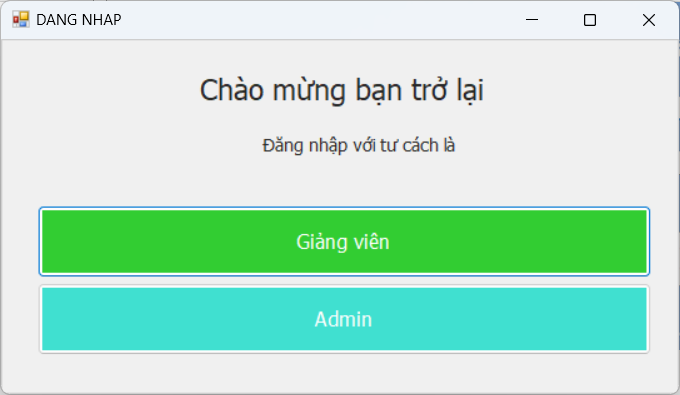 DANG NHAP
Chào mừng bạn trở lại
Đăng nhập với tư cách là
Giảng viên
Admin